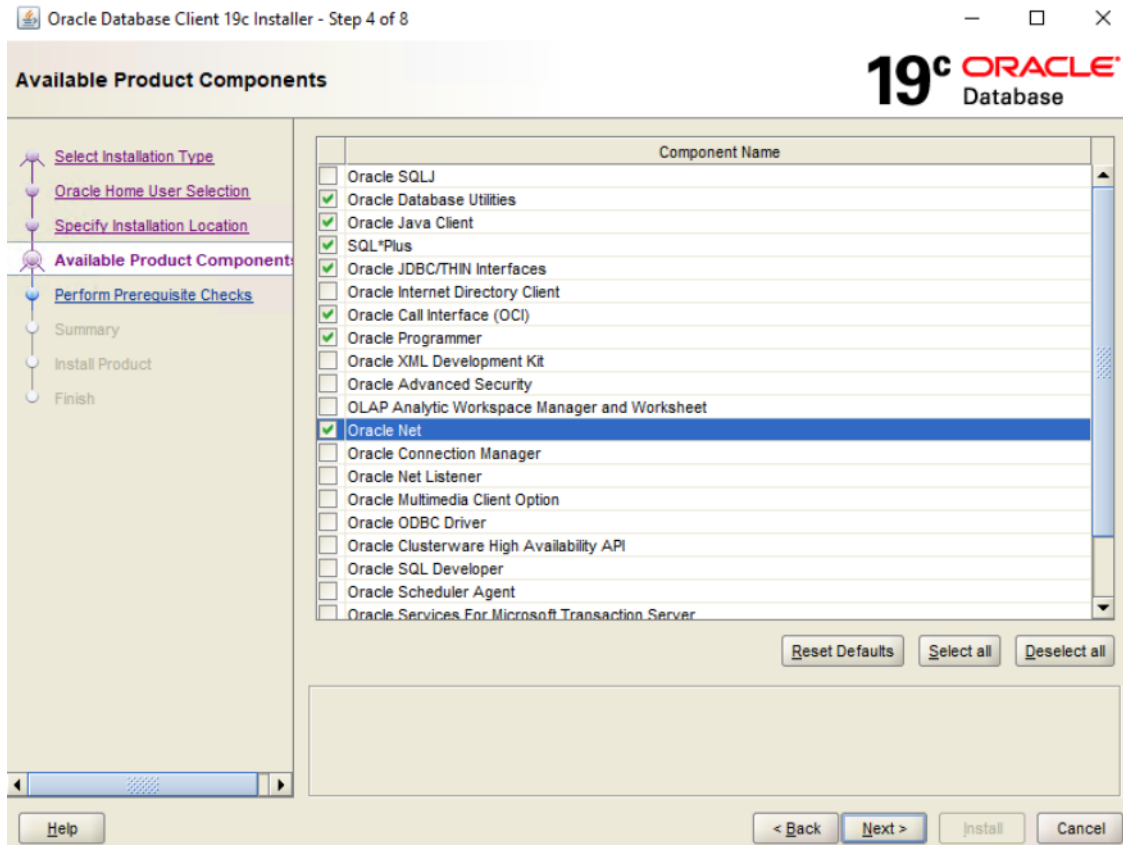 Oracle Database Client 19c Installer - Step 4 of 8
Available Product Components
19c ORACLE
Database
Select Installation Type
Oracle Home User Selection
Specify Installation Location
Available Product Components
Perform Prerequisite Checks
Summary
Install Product
Finish
Component Name
Oracle SQLJ
Oracle Database Utilities
Oracle Java Client
SQL*Plus
Oracle JDBC/THIN Interfaces
Oracle Internet Directory Client
Oracle Call Interface (OCI)
Oracle Programmer
Oracle XML Development Kit
Oracle Advanced Security
OLAP Analytic Workspace Manager and Worksheet
Oracle Net
Oracle Connection Manager
Oracle Net Listener
Oracle Multimedia Client Option
Oracle ODBC Driver
Oracle Clusterware High Availability API
Oracle SQL Developer
Oracle Scheduler Agent
Oracle Services For Microsoft Transaction Server
Reset Defaults Select all Deselect all
Help < Back Next > Install Cancel